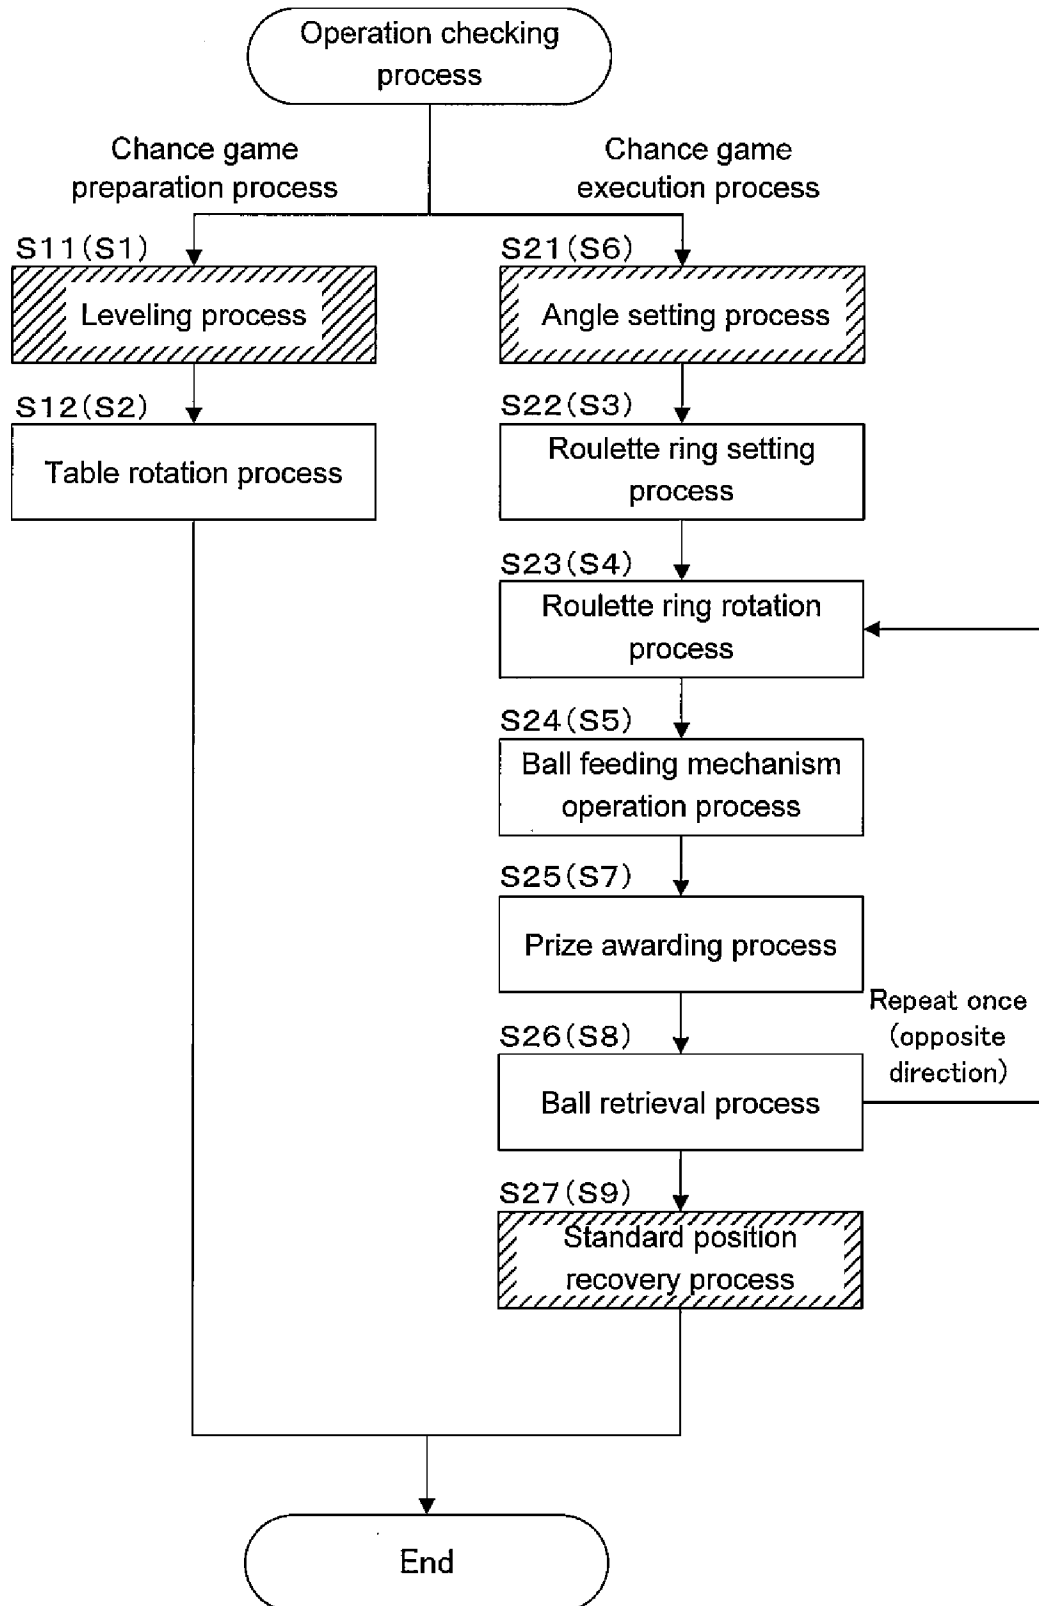 Operation checking
process
Chance game
preparation process
Chance game
execution process
S11(S1)
Leveling process
S12(S2)
Table rotation process
S21(S6)
Angle setting process
S22(S3)
Roulette ring setting
process
S23(S4)
Roulette ring rotation
process
S24(S5)
Ball feeding mechanism
operation process
S25(S7)
Prize awarding process
S26(S8)
Ball retrieval process
Repeat once
(opposite
direction)
S27(S9)
Standard position
recovery process
End